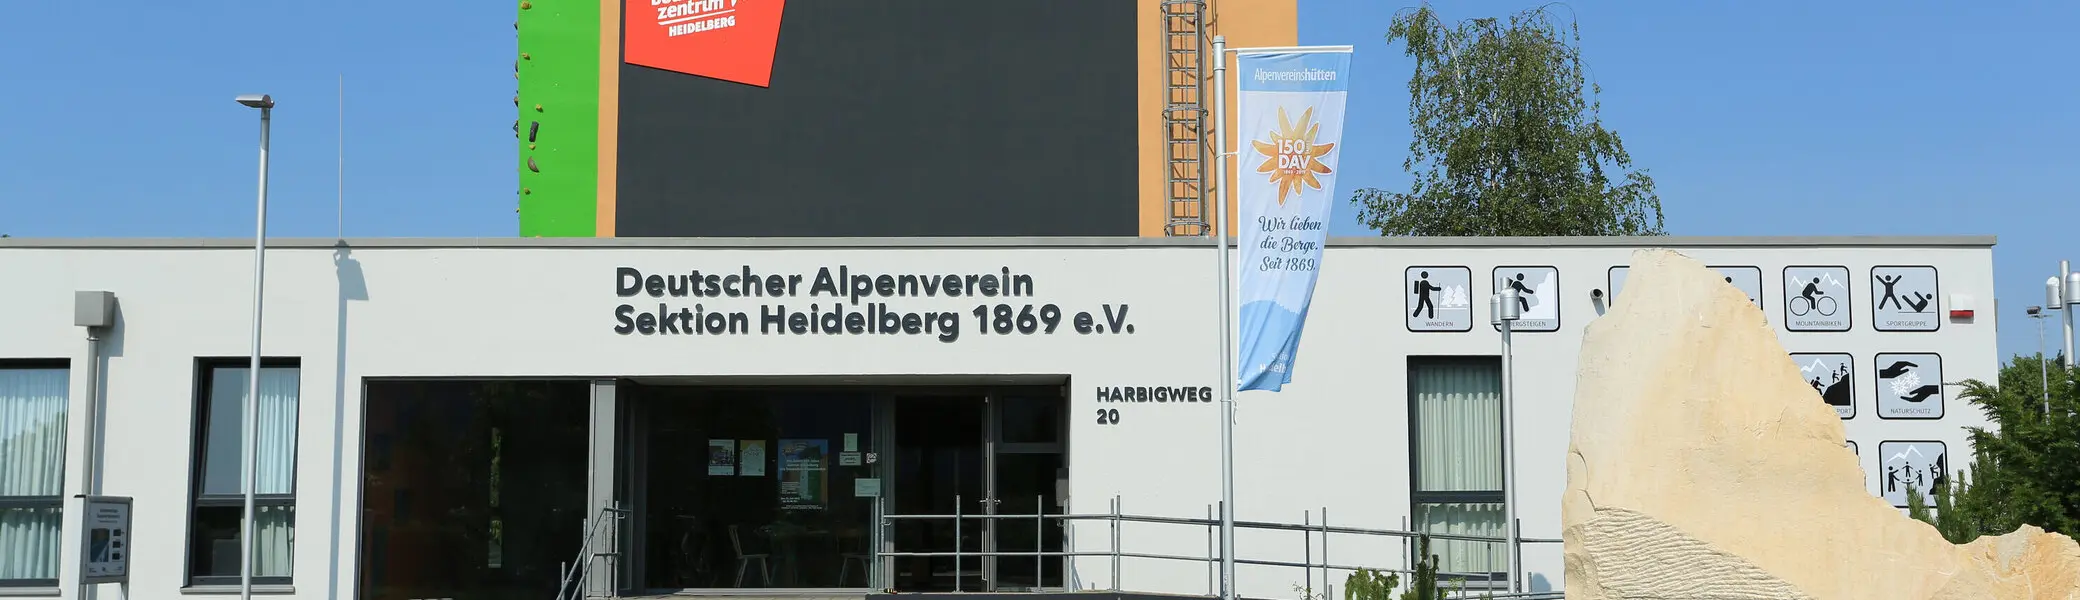 zentrum
HEIDELBERG
Alpenvereinshütten
150
DAV
Wir lieben
die Berge.
Seit 1869.
Deutscher Alpenverein
Sektion Heidelberg 1869 e.V.
HARBIGWEG
20
WANDERN
MOUNTAINBIKEN
SPORTGRUPPE
NATURSCHUTZ